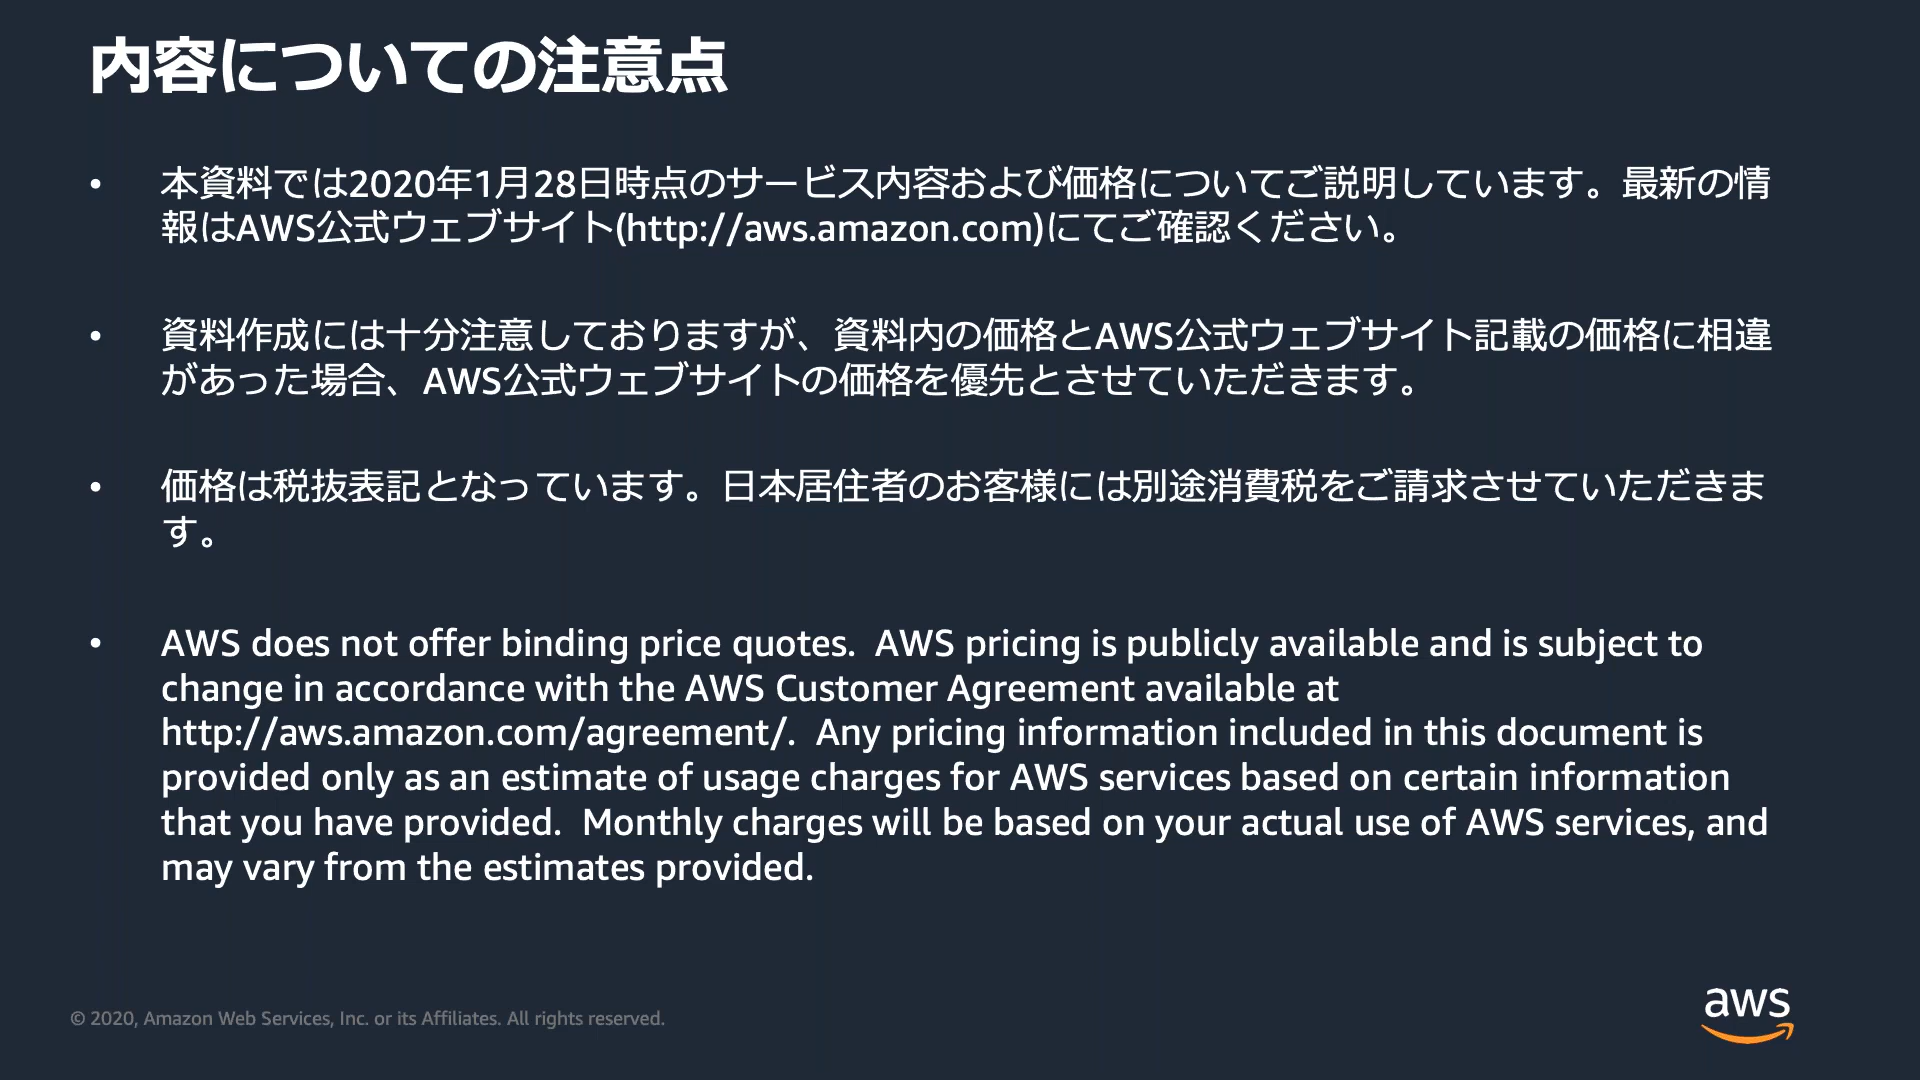 内容についての注意点
• 本資料では2020年1月28日時点のサービス内容および価格についてご説明しています。最新の情
報はAWS公式ウェブサイト(http://aws.amazon.com)にてご確認ください。
• 資料作成には十分注意しておりますが、資料内の価格とAWS公式ウェブサイト記載の価格に相違
があった場合、AWS公式ウェブサイトの価格を優先とさせていただきます。
• 価格は税抜表記となっています。日本居住者のお客様には別途消費税をご請求させていただきま
す。
• AWS does not offer binding price quotes.  AWS pricing is publicly available and is subject to
change in accordance with the AWS Customer Agreement available at
http://aws.amazon.com/agreement/.  Any pricing information included in this document is
provided only as an estimate of usage charges for AWS services based on certain information
that you have provided.  Monthly charges will be based on your actual use of AWS services, and
may vary from the estimates provided.
© 2020, Amazon Web Services, Inc. or its Affiliates. All rights reserved.
aws